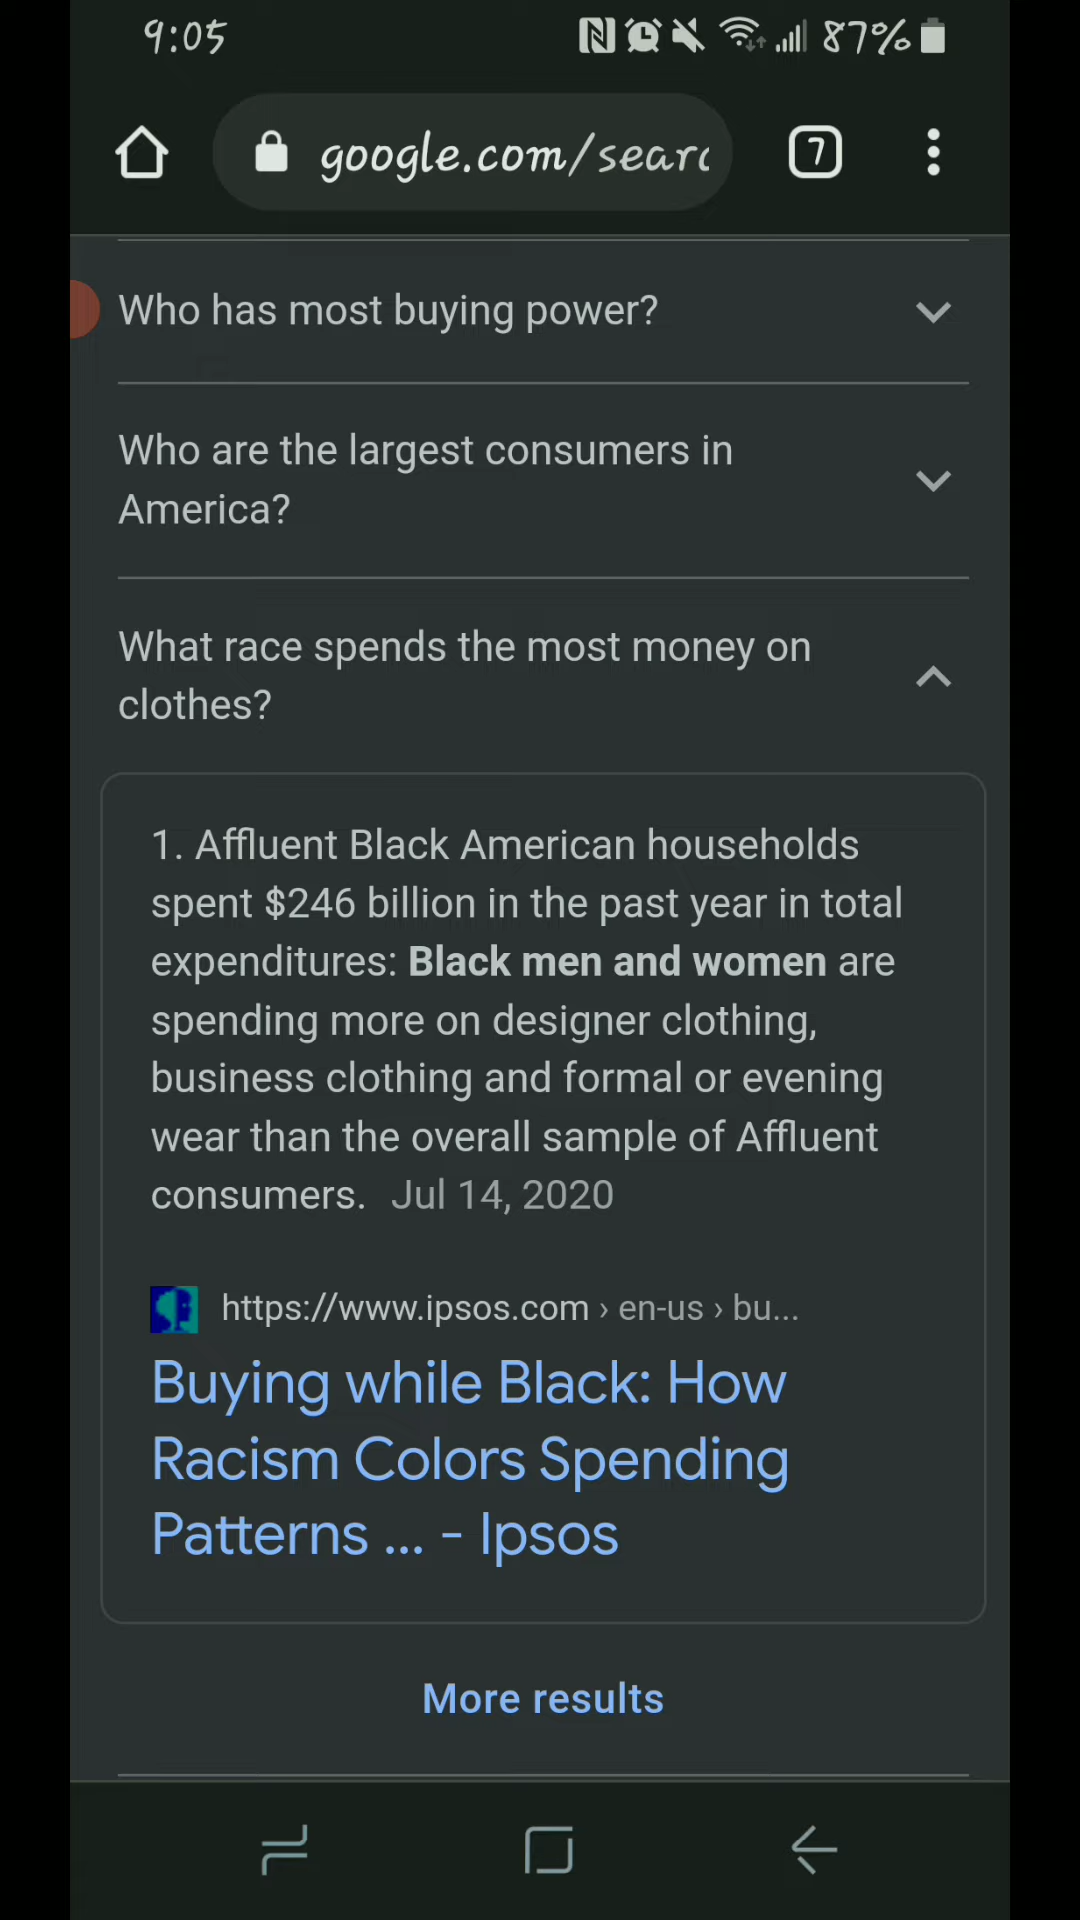 9:05 87%
google.com/sear
7
Who has most buying power?
Who are the largest consumers in
America?
What race spends the most money on
clothes?
1. Affluent Black American households
spent $246 billion in the past year in total
expenditures: Black men and women are
spending more on designer clothing,
business clothing and formal or evening
wear than the overall sample of Affluent
consumers. Jul 14, 2020
https://www.ipsos.com › en-us › bu...
Buying while Black: How
Racism Colors Spending
Patterns ... - Ipsos
More results